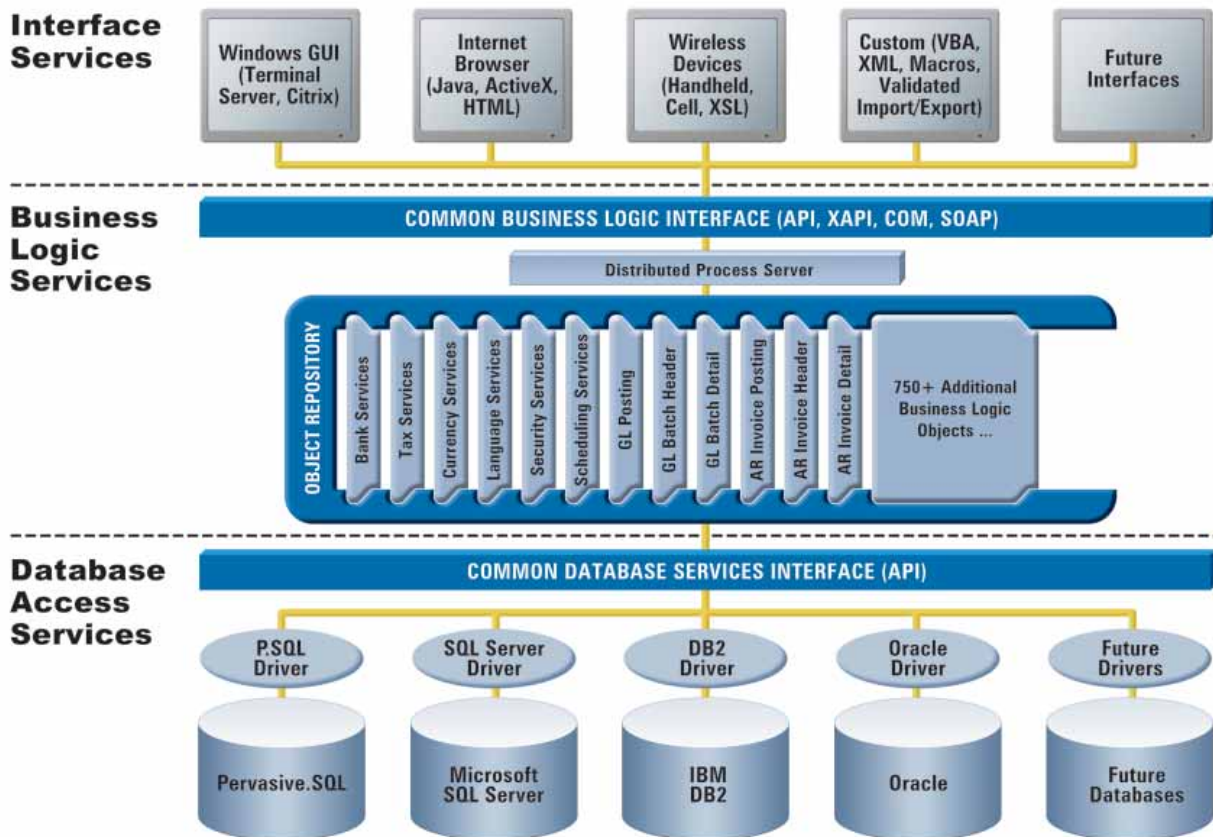 Interface
Services
Windows GUI
(Terminal
Server, Citrix)
Internet
Browser
(Java, ActiveX,
HTML)
Wireless
Devices
(Handheld,
Cell, XSL)
Custom (VBA,
XML, Macros,
Validated
Import/Export)
Future
Interfaces
Business
Logic
Services
COMMON BUSINESS LOGIC INTERFACE (API, XAPI, COM, SOAP)
Distributed Process Server
OBJECT REPOSITORY
Bank Services
Tax Services
Currency Services
Language Services
Security Services
Scheduling Services
GL Posting
GL Batch Header
GL Batch Detail
AR Invoice Posting
AR Invoice Header
AR Invoice Detail
750+ Additional
Business Logic
Objects ...
Database
Access
Services
COMMON DATABASE SERVICES INTERFACE (API)
P.SQL
Driver
SQL Server
Driver
DB2
Driver
Oracle
Driver
Future
Drivers
Pervasive.SQL
Microsoft
SQL Server
IBM
DB2
Oracle
Future
Databases